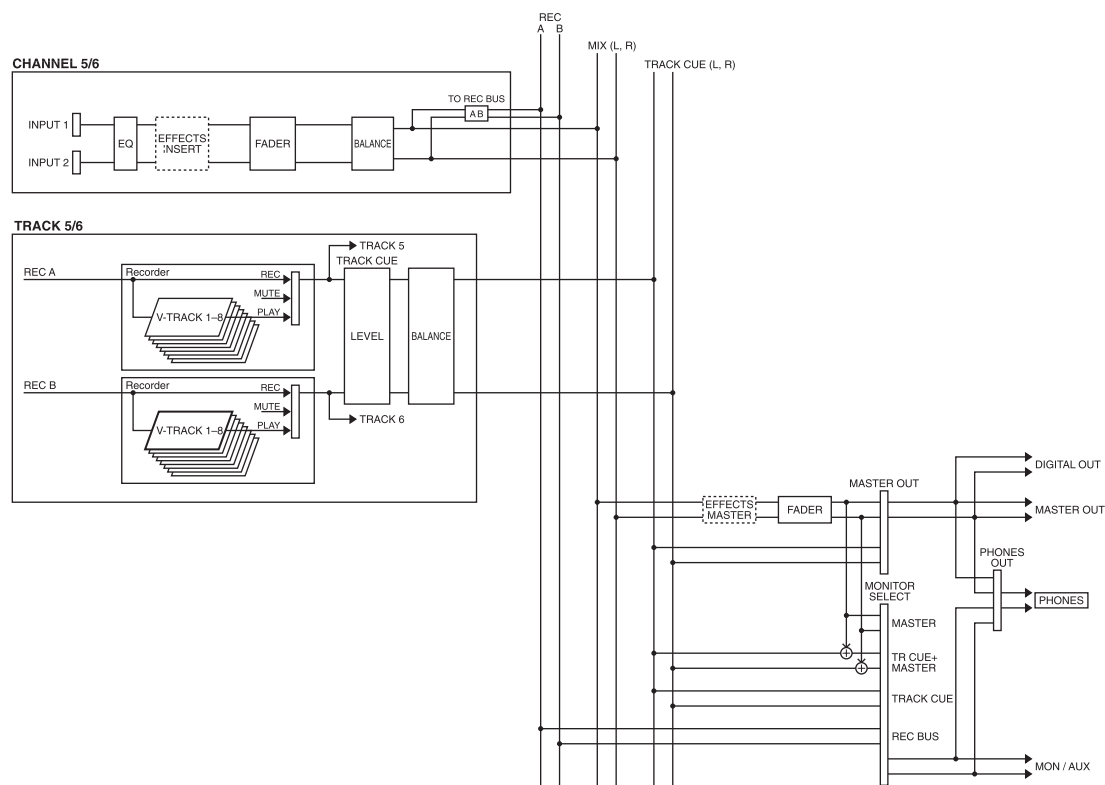 REC
A B
MIX (L, R)
TRACK CUE (L, R)
CHANNEL 5/6
TO REC BUS
A B
INPUT 1
INPUT 2
EQ
EFFECTS
INSERT
FADER
BALANCE
TRACK 5/6
TRACK 5
TRACK CUE
REC A
Recorder
REC
MUTE
PLAY
V-TRACK 1–8
LEVEL
BALANCE
REC B
Recorder
REC
MUTE
PLAY
V-TRACK 1–8
TRACK 6
DIGITAL OUT
MASTER OUT
EFFECTS
MASTER
FADER
MASTER OUT
PHONES
OUT
MONITOR
SELECT
PHONES
MASTER
TR CUE+
MASTER
TRACK CUE
REC BUS
MON / AUX